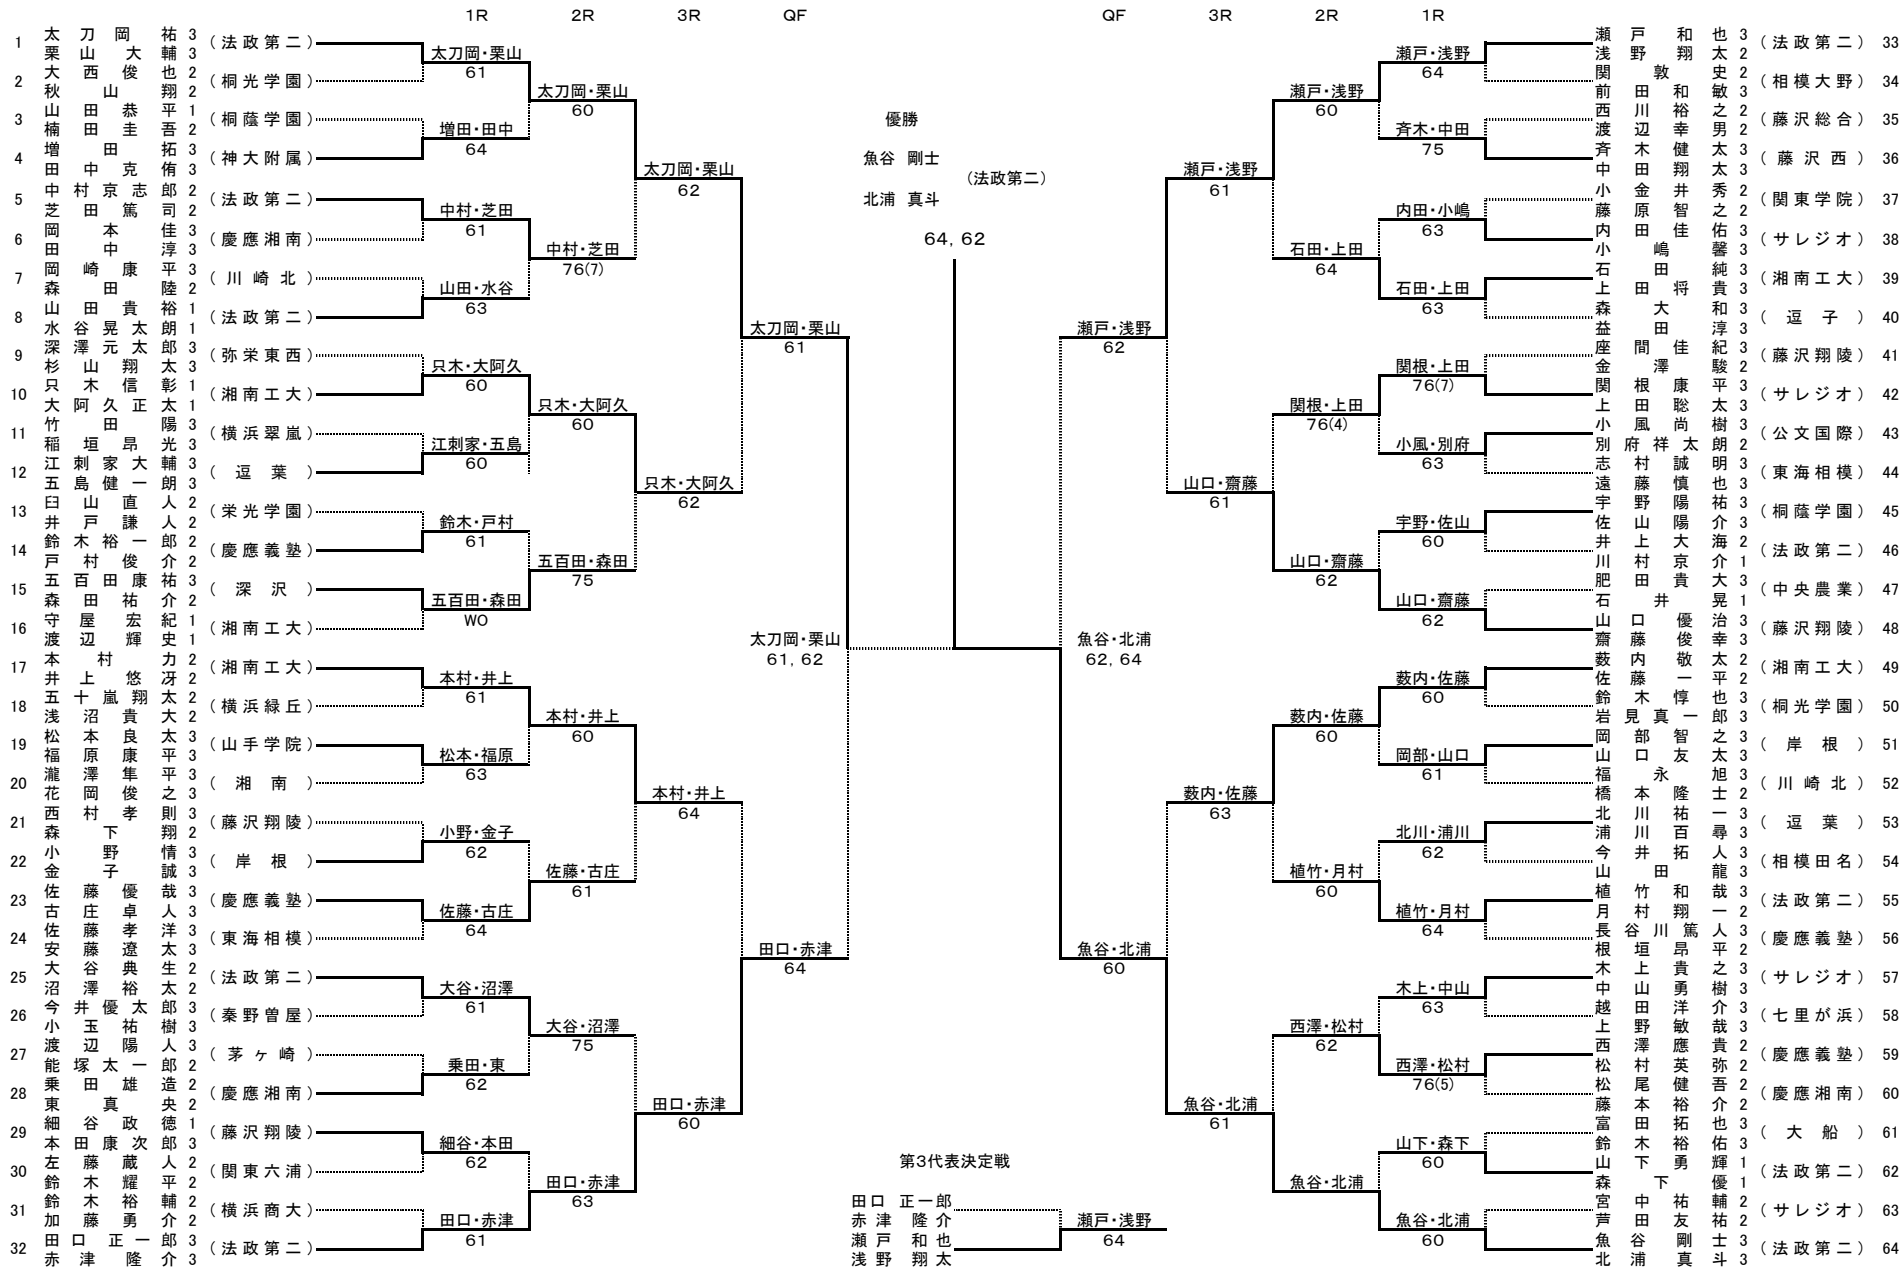 1R 2R 3R QF QF 3R 2R 1R
1 太刀岡 祐 3 栗山大輔 3 (法政第二)
2 大西俊也 2 秋山 翔 2 (桐光学園)
3 山田恭平 1 楠田圭吾 2 (桐蔭学園)
4 増田 拓 3 田中克侑 3 (神大附属)
5 中村京志郎 2 芝田篤司 2 (法政第二)
6 岡本 佳 3 田中 淳 3 (慶應湘南)
7 岡崎康平 3 森田 陸 2 (川崎北)
8 山田貴裕 1 水谷晃太朗 1 (法政第二)
9 深澤元太郎 3 杉山翔太 3 (弥栄東西)
10 只木信彰 1 大阿久正太 1 (湘南工大)
11 竹田 陽 3 稲垣昂光 3 (横浜翠嵐)
12 江刺家大輔 3 五島健一朗 3 (逗葉)
13 臼山直人 2 井戸謙人 2 (栄光学園)
14 鈴木裕一郎 2 戸村俊介 2 (慶應義塾)
15 五百田康祐 3 森田祐介 2 (深沢)
16 守屋宏紀 1 渡辺輝史 1 (湘南工大)
17 本村 力 2 井上悠冴 2 (湘南工大)
18 五十嵐翔太 2 浅沼貴大 2 (横浜緑丘)
19 松本良太 3 福原康平 3 (山手学院)
20 瀧澤隼平 3 花岡俊之 3 (湘南)
21 西村孝則 3 森下 翔 2 (藤沢翔陵)
22 小野 情 3 金子 誠 3 (岸根)
23 佐藤優哉 3 古庄卓人 3 (慶應義塾)
24 佐藤孝洋 3 安藤遼太 3 (東海相模)
25 大谷典生 2 沼澤裕太 2 (法政第二)
26 今井優太郎 3 小玉祐樹 3 (秦野曽屋)
27 渡辺陽人 3 能塚太一郎 2 (茅ヶ崎)
28 乗田雄造 2 東 真央 2 (慶應湘南)
29 細谷政徳 1 本田康次郎 3 (藤沢翔陵)
30 左藤蔵人 2 鈴木耀平 2 (関東六浦)
31 鈴木裕輔 2 加藤勇介 2 (横浜商大)
32 田口正一郎 3 赤津隆介 3 (法政第二)
太刀岡・栗山 61
増田・田中 64
中村・芝田 61
山田・水谷 63
只木・大阿久 60
江刺家・五島 60
鈴木・戸村 61
五百田・森田 WO
本村・井上 61
松本・福原 63
小野・金子 62
佐藤・古庄 64
大谷・沼澤 61
乗田・東 62
細谷・本田 62
田口・赤津 61
太刀岡・栗山 60
中村・芝田 76(7)
只木・大阿久 60
五百田・森田 75
本村・井上 60
佐藤・古庄 61
大谷・沼澤 75
田口・赤津 63
太刀岡・栗山 62
只木・大阿久 62
本村・井上 64
田口・赤津 60
太刀岡・栗山 61
田口・赤津 64
太刀岡・栗山 61, 62
優勝
魚谷 剛士
(法政第二)
北浦 真斗
64, 62
魚谷・北浦 62, 64
瀬戸・浅野 62
魚谷・北浦 60
瀬戸・浅野 61
山口・齋藤 61
薮内・佐藤 63
魚谷・北浦 61
瀬戸・浅野 60
石田・上田 64
関根・上田 76(4)
山口・齋藤 62
薮内・佐藤 60
植竹・月村 60
西澤・松村 62
魚谷・北浦
瀬戸・浅野 64
斉木・中田 75
内田・小嶋 63
石田・上田 63
関根・上田 76(7)
小風・別府 63
宇野・佐山 60
山口・齋藤 62
薮内・佐藤 60
岡部・山口 61
北川・浦川 62
植竹・月村 64
木上・中山 63
西澤・松村 76(5)
山下・森下 60
魚谷・北浦 60
瀬戸和也 3 浅野翔太 2 (法政第二) 33
関 敦史 2 前田和敏 3 (相模大野) 34
西川裕之 2 渡辺幸男 2 (藤沢総合) 35
斉木健太 3 中田翔太 3 (藤沢西) 36
小金井秀 2 藤原智之 2 (関東学院) 37
内田佳佑 3 小嶋 馨 3 (サレジオ) 38
石田 純 3 上田将貴 3 (湘南工大) 39
森 大和 3 益田 淳 3 (逗子) 40
座間佳紀 3 金澤 駿 2 (藤沢翔陵) 41
関根康平 3 上田聡太 3 (サレジオ) 42
小風尚樹 3 別府祥太朗 2 (公文国際) 43
志村誠明 3 遠藤慎也 3 (東海相模) 44
宇野陽祐 3 佐山陽介 3 (桐蔭学園) 45
井上大海 2 川村京介 1 (法政第二) 46
肥田貴大 3 石井 晃 1 (中央農業) 47
山口優治 3 齋藤俊幸 3 (藤沢翔陵) 48
薮内敬太 2 佐藤一平 2 (湘南工大) 49
鈴木惇也 3 岩見真一郎 3 (桐光学園) 50
岡部智之 3 山口友太 3 (岸根) 51
福永 旭 3 橋本隆士 2 (川崎北) 52
北川祐一 3 浦川百尋 3 (逗葉) 53
今井拓人 3 山田 龍 3 (相模田名) 54
植竹和哉 3 月村翔一 2 (法政第二) 55
長谷川篤人 3 根垣昂平 2 (慶應義塾) 56
木上貴之 3 中山勇樹 3 (サレジオ) 57
越田洋介 3 上野敏哉 3 (七里が浜) 58
西澤應貴 2 松村英弥 2 (慶應義塾) 59
松尾健吾 2 藤本裕介 2 (慶應湘南) 60
富田拓也 3 鈴木裕佑 3 (大船) 61
山下勇輝 1 森下 優 1 (法政第二) 62
宮中祐輔 2 芦田友祐 2 (サレジオ) 63
魚谷剛士 3 北浦真斗 3 (法政第二) 64
第3代表決定戦
田口 正一郎
赤津 隆介
瀬戸 和也
浅野 翔太
瀬戸・浅野
64